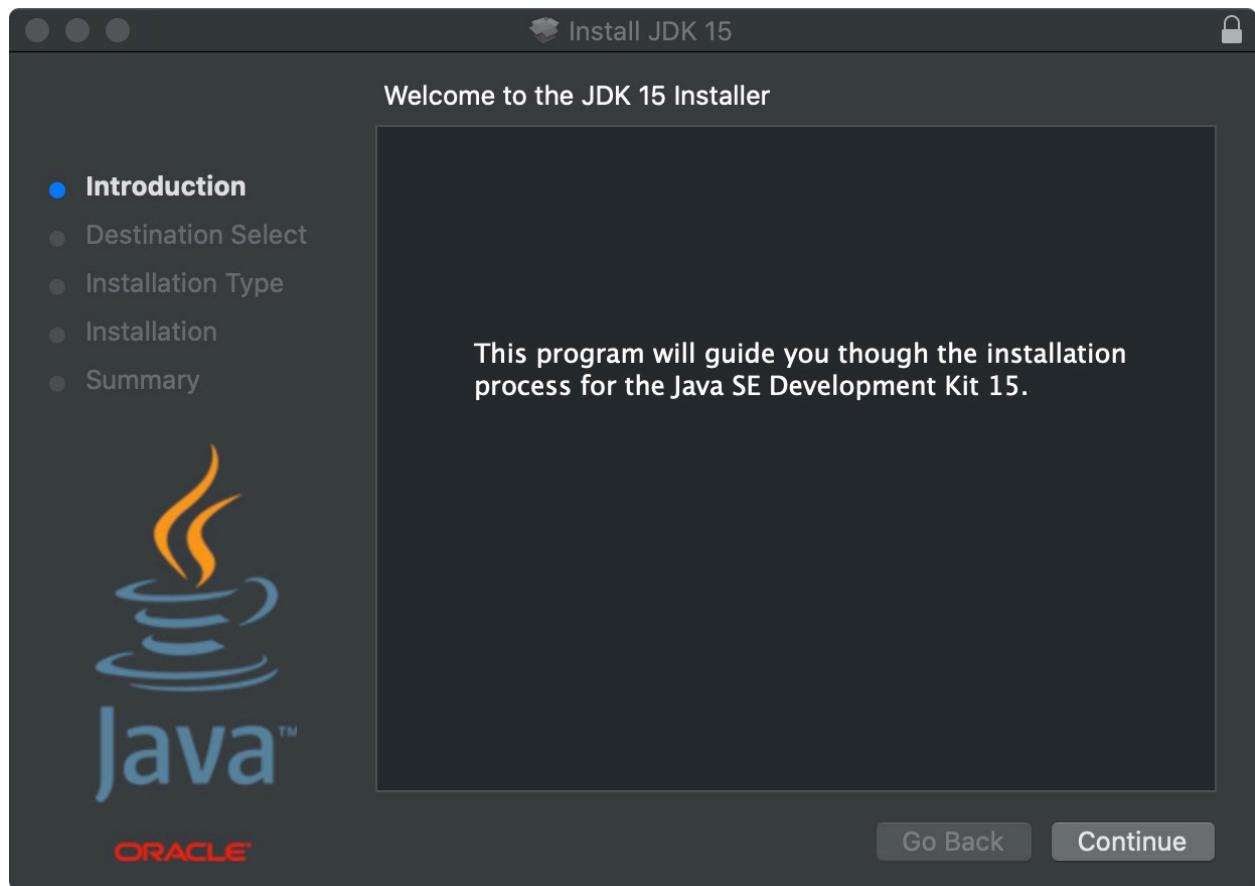 Install JDK 15
Welcome to the JDK 15 Installer
Introduction
Destination Select
Installation Type
Installation
Summary
This program will guide you though the installation
process for the Java SE Development Kit 15.
Java™
ORACLE
Go Back
Continue